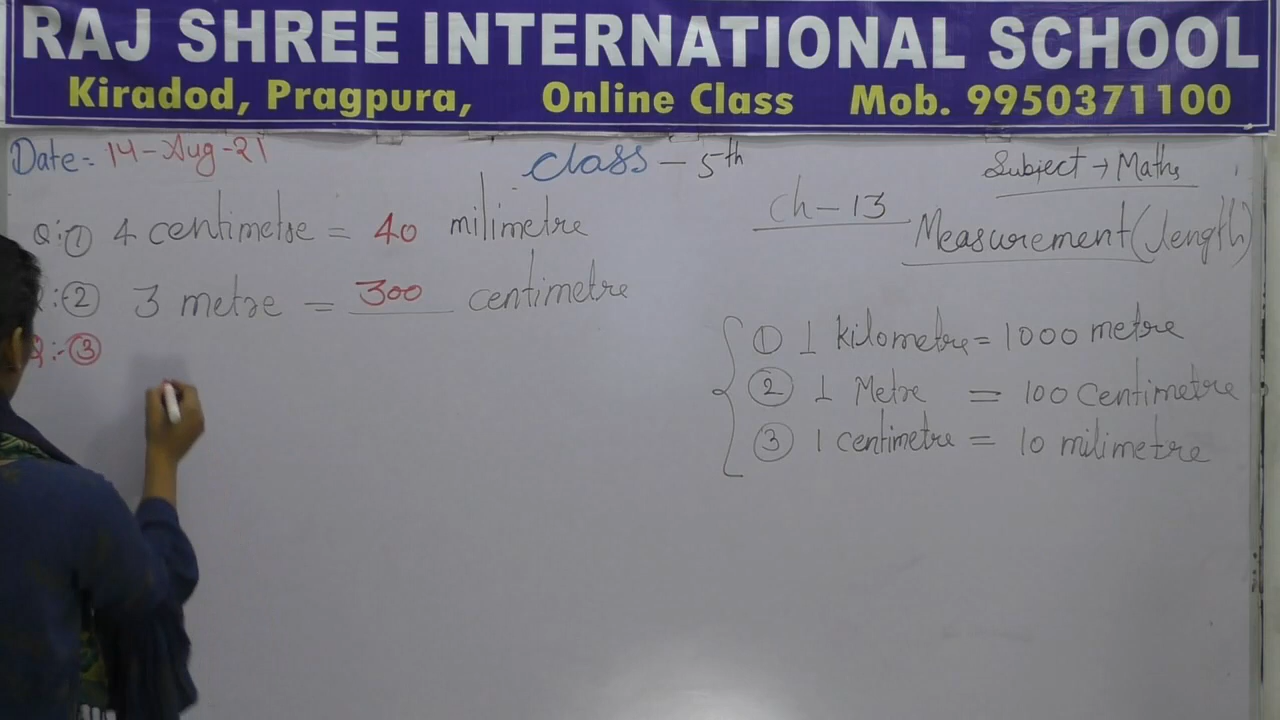 RAJ SHREE INTERNATIONAL SCHOOL
Kiradod, Pragpura, Online Class Mob. 9950371100
Date = 14-Aug-21
Class - 5th
Subject → Maths
Ch-13
Measurement (length)
Q:① 4 centimetre = 40 milimetre
:-② 3 metre = 300 centimetre
Q:-③
① 1 kilometre = 1000 metre
② 1 Metre = 100 Centimetre
③ 1 centimetre = 10 milimetre